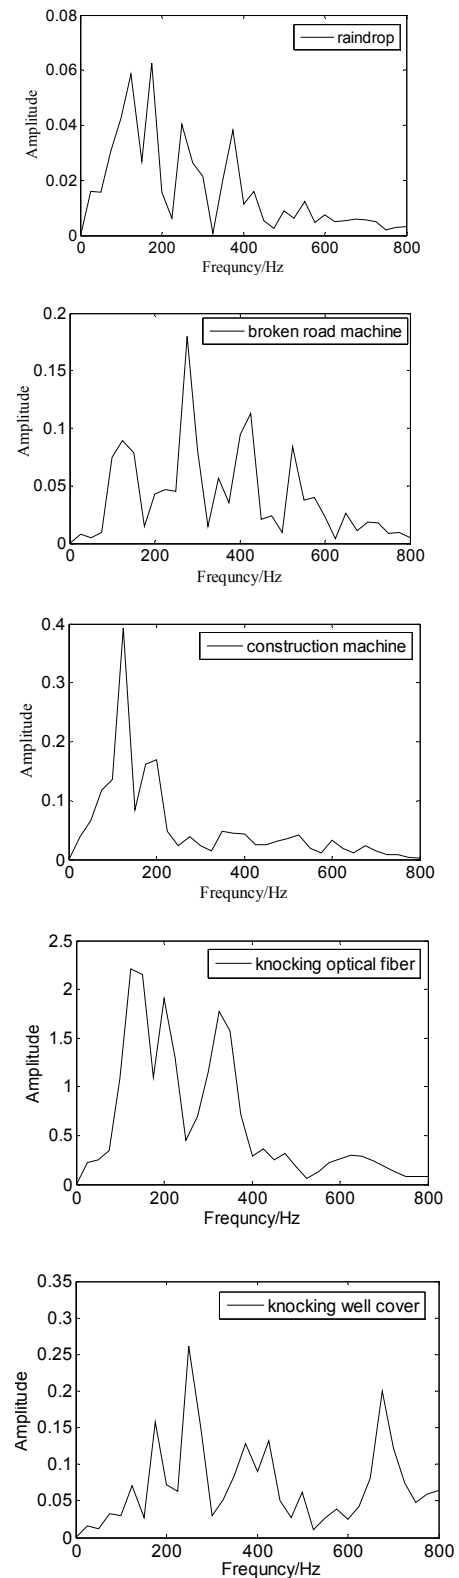 0.08
raindrop
0.06
0.04
0.02
0
0 200 400 600 800
Amplitude
Frequncy/Hz
0.2
broken road machine
0.15
0.1
0.05
0
0 200 400 600 800
Amplitude
Frequncy/Hz
0.4
construction machine
0.3
0.2
0.1
0
0 200 400 600 800
Amplitude
Frequncy/Hz
2.5
knocking optical fiber
2
1.5
1
0.5
0
0 200 400 600 800
Amplitude
Frequncy/Hz
0.35
knocking well cover
0.3
0.25
0.2
0.15
0.1
0.05
0
0 200 400 600 800
Amplitude
Frequncy/Hz